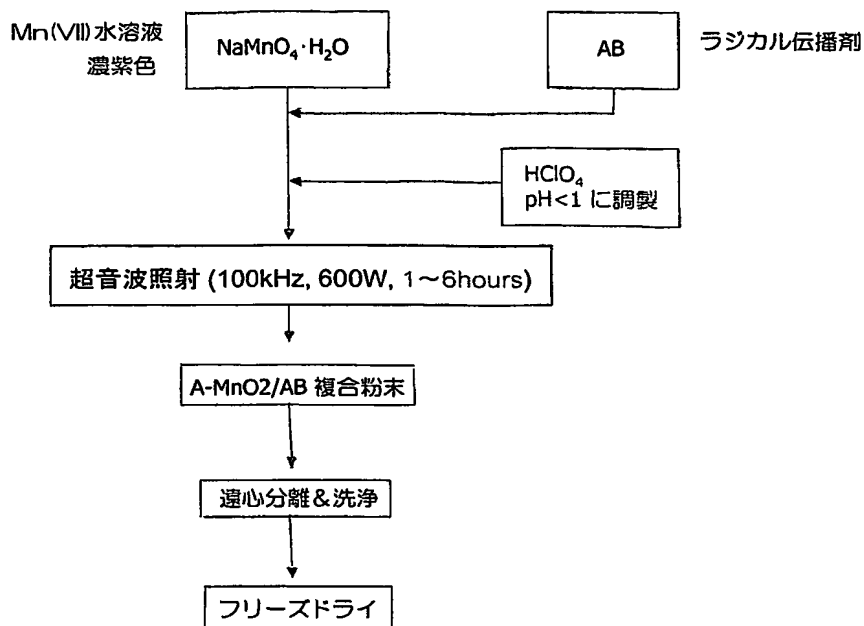 Mn(VII)水溶液
濃紫色
NaMnO₄·H₂O
AB
ラジカル伝播剤
HClO₄
pH<1 に調製
超音波照射 (100kHz, 600W, 1～6hours)
A-MnO2/AB 複合粉末
遠心分離＆洗浄
フリーズドライ